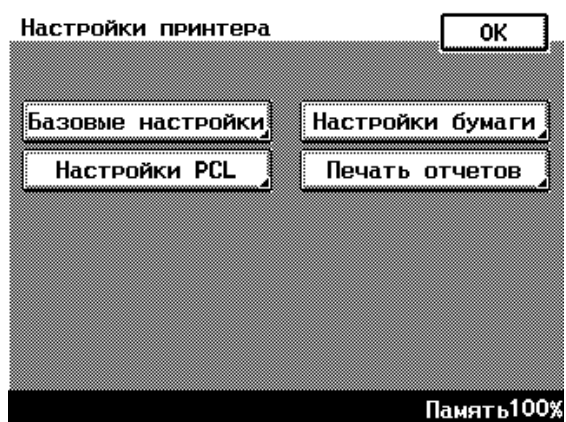 Настройки принтера
OK
Базовые настройки
Настройки бумаги
Настройки PCL
Печать отчетов
Память100%